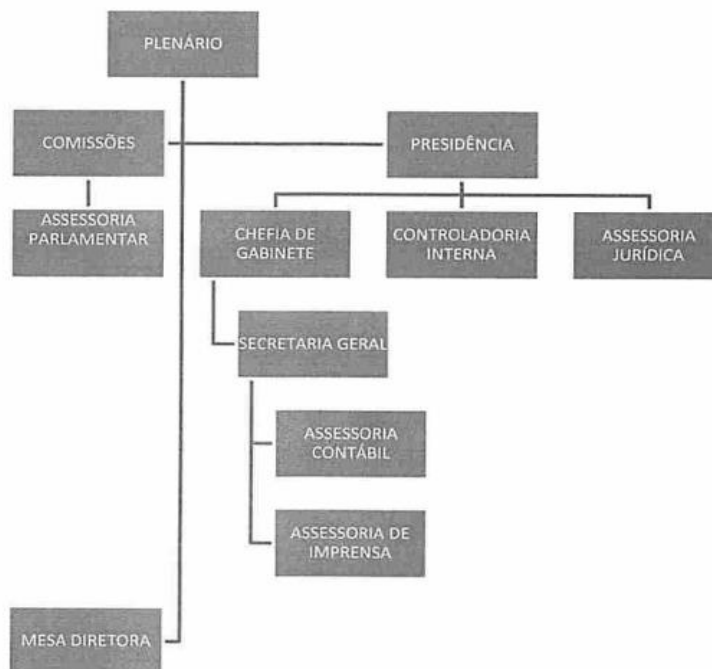 PLENÁRIO
COMISSÕES
PRESIDÊNCIA
ASSESSORIA
PARLAMENTAR
CHEFIA DE
GABINETE
CONTROLADORIA
INTERNA
ASSESSORIA
JURÍDICA
SECRETARIA GERAL
ASSESSORIA
CONTÁBIL
ASSESSORIA DE
IMPRENSA
MESA DIRETORA